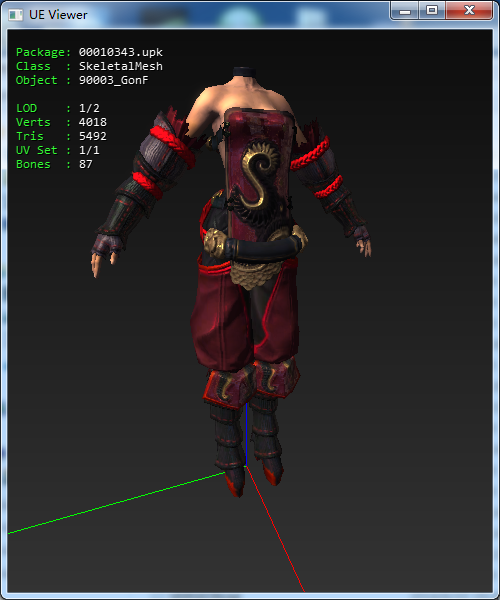 UE Viewer
Package: 00010343.upk
Class : SkeletalMesh
Object : 90003_GonF
LOD : 1/2
Verts : 4018
Tris : 5492
UV Set : 1/1
Bones : 87